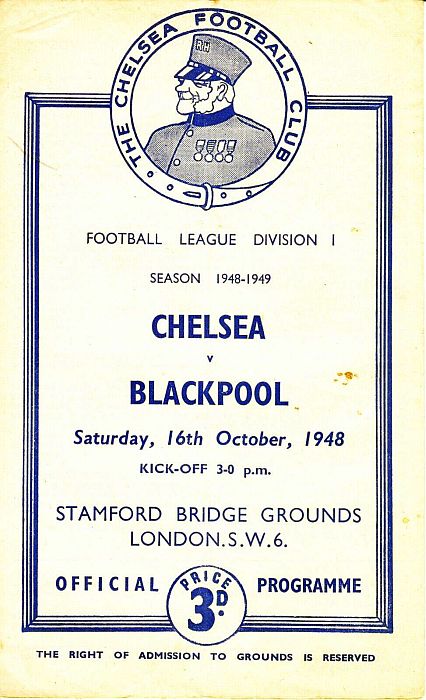 THE CHELSEA FOOTBALL CLUB
RH
FOOTBALL LEAGUE DIVISION I
SEASON 1948-1949
CHELSEA
v
BLACKPOOL
Saturday, 16th October, 1948
KICK-OFF 3-0 p.m.
STAMFORD BRIDGE GROUNDS
LONDON.S.W.6.
OFFICIAL PROGRAMME
PRICE
3D.
THE RIGHT OF ADMISSION TO GROUNDS IS RESERVED